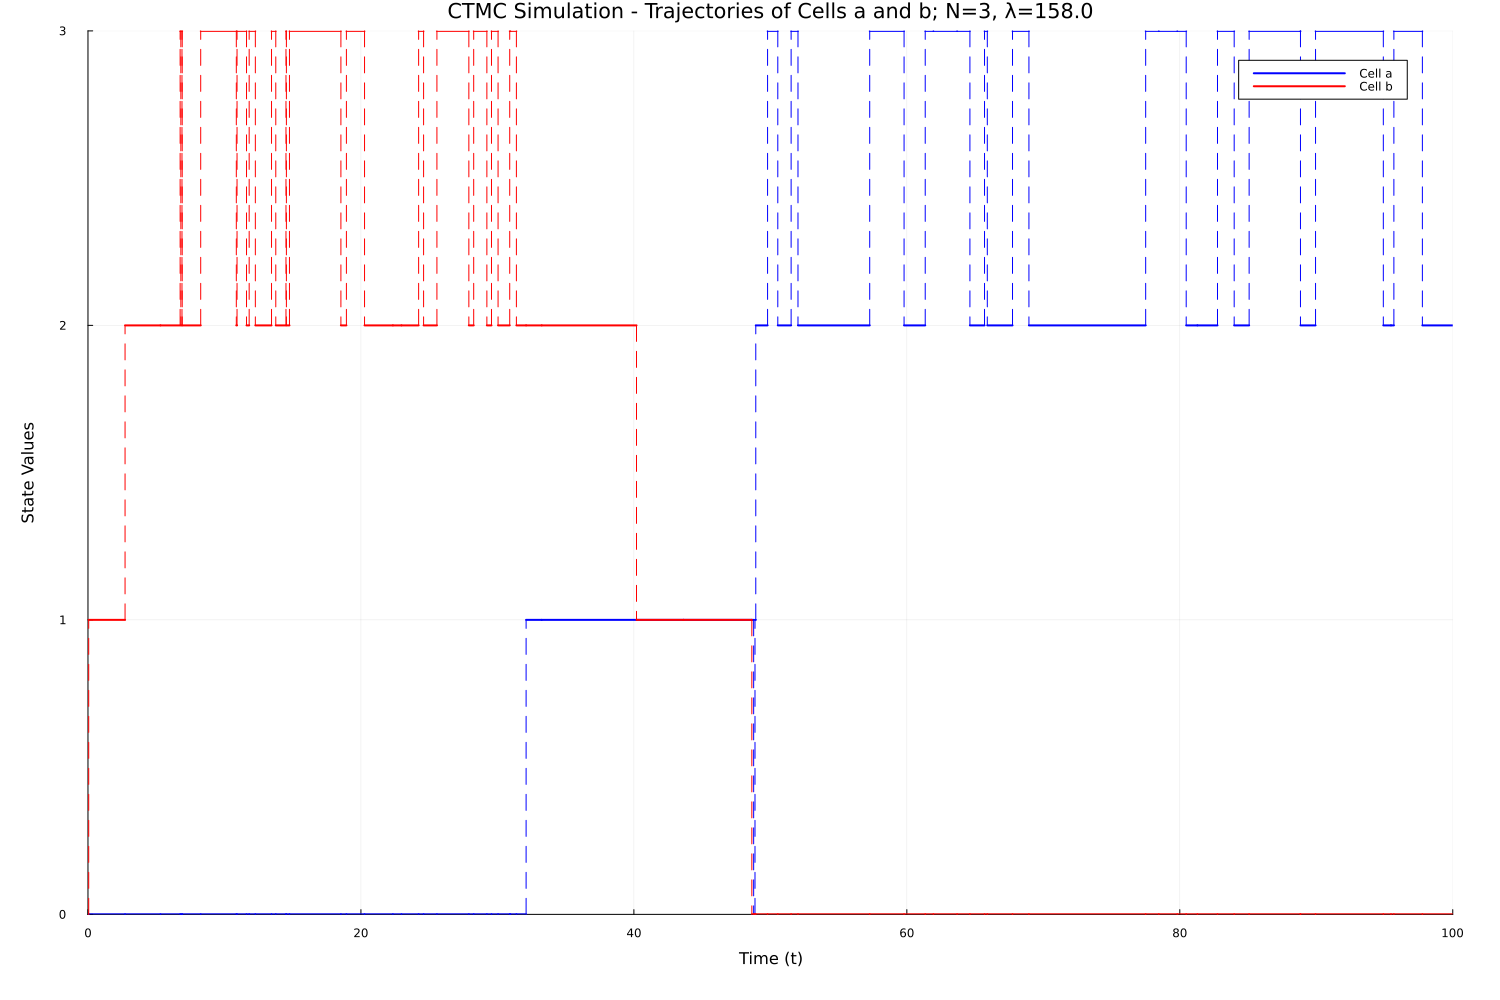 CTMC Simulation - Trajectories of Cells a and b; N=3, λ=158.0
3
Cell a
Cell b
2
State Values
1
0
0 20 40 60 80 100
Time (t)